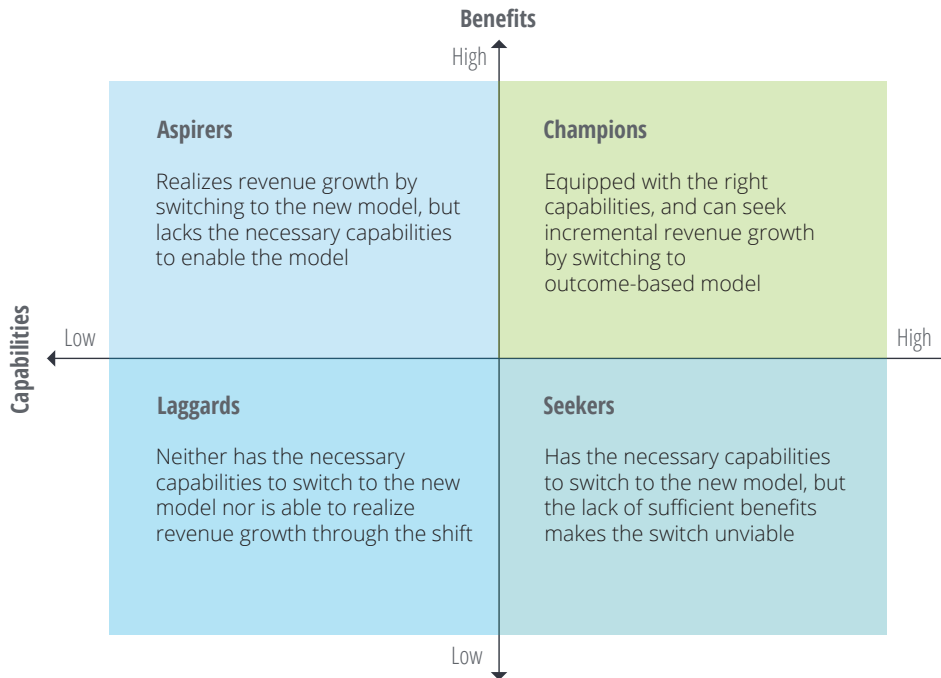 Benefits
High
Aspirers
Realizes revenue growth by
switching to the new model, but
lacks the necessary capabilities
to enable the model
Champions
Equipped with the right
capabilities, and can seek
incremental revenue growth
by switching to
outcome-based model
Capabilities
Low
High
Laggards
Neither has the necessary
capabilities to switch to the new
model nor is able to realize
revenue growth through the shift
Seekers
Has the necessary capabilities
to switch to the new model, but
the lack of sufficient benefits
makes the switch unviable
Low